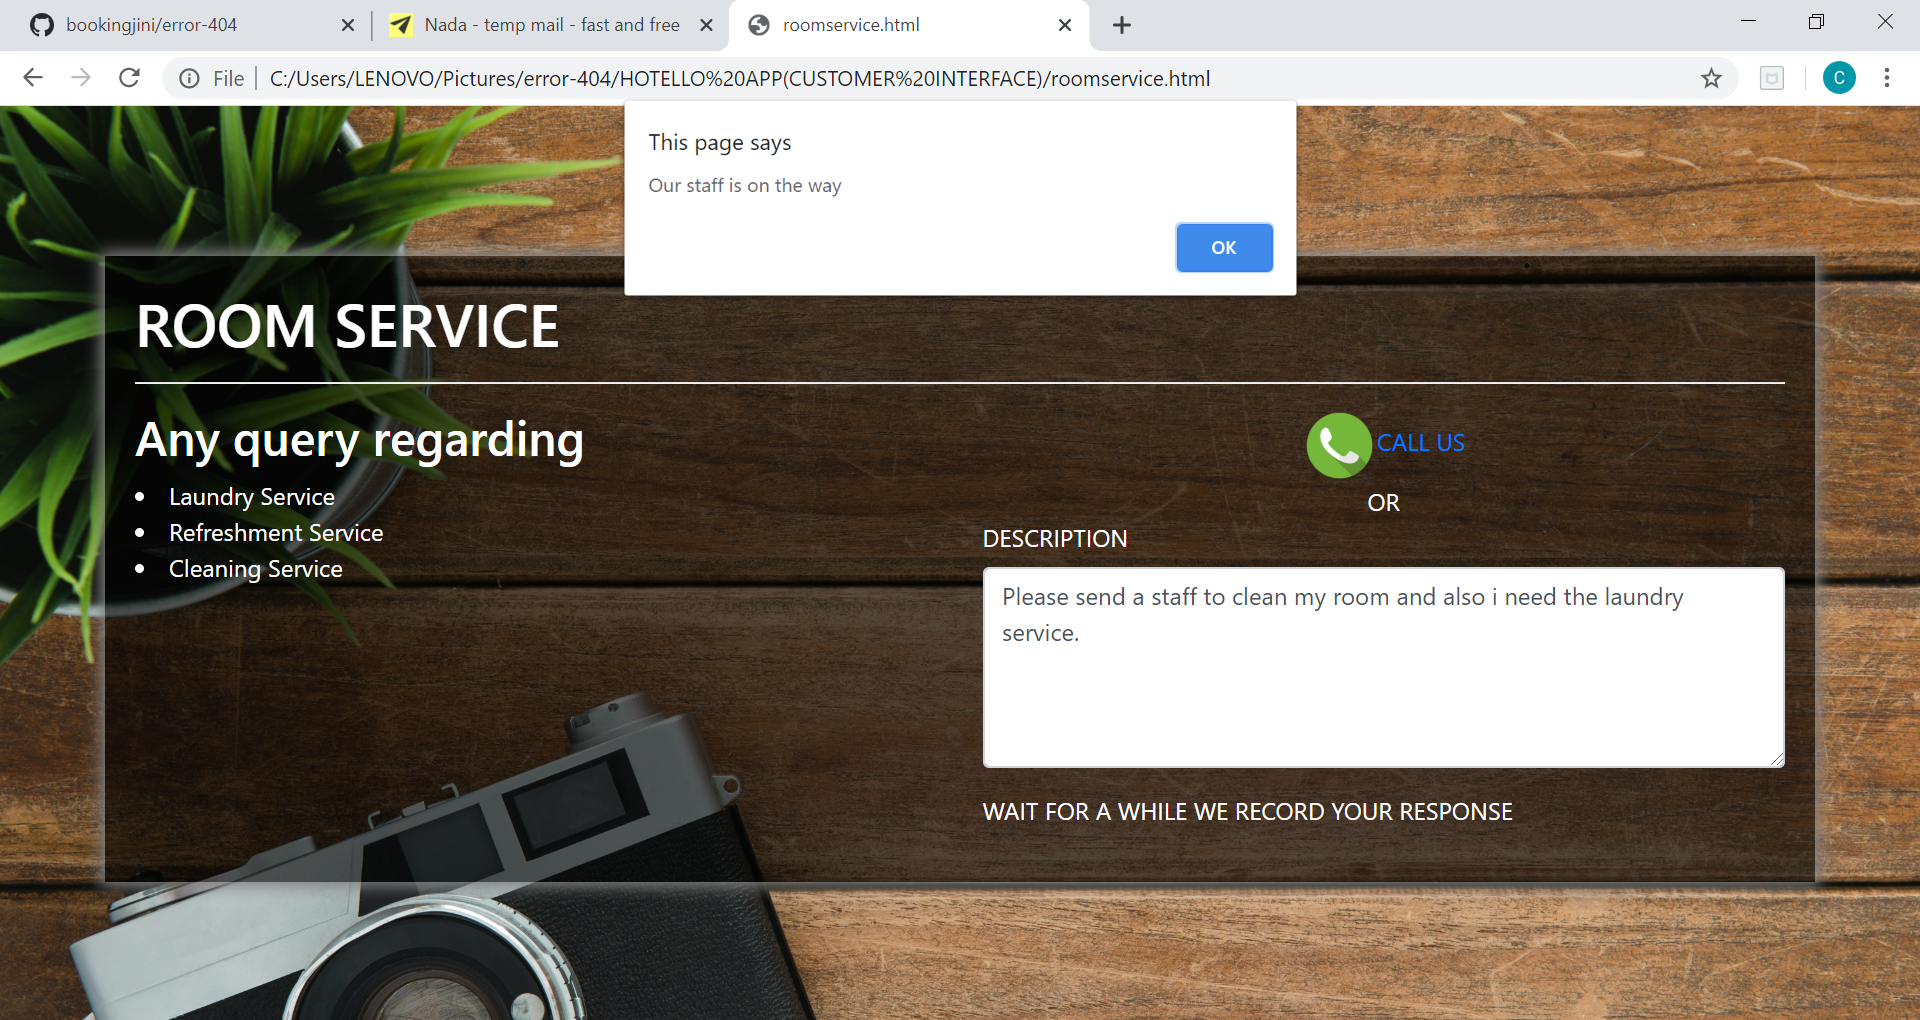 bookingjini/error-404
Nada - temp mail - fast and free
roomservice.html
File
C:/Users/LENOVO/Pictures/error-404/HOTELLO%20APP(CUSTOMER%20INTERFACE)/roomservice.html
C
This page says
Our staff is on the way
OK
ROOM SERVICE
Any query regarding
Laundry Service
Refreshment Service
Cleaning Service
CALL US
OR
DESCRIPTION
Please send a staff to clean my room and also i need the laundry
service.
WAIT FOR A WHILE WE RECORD YOUR RESPONSE